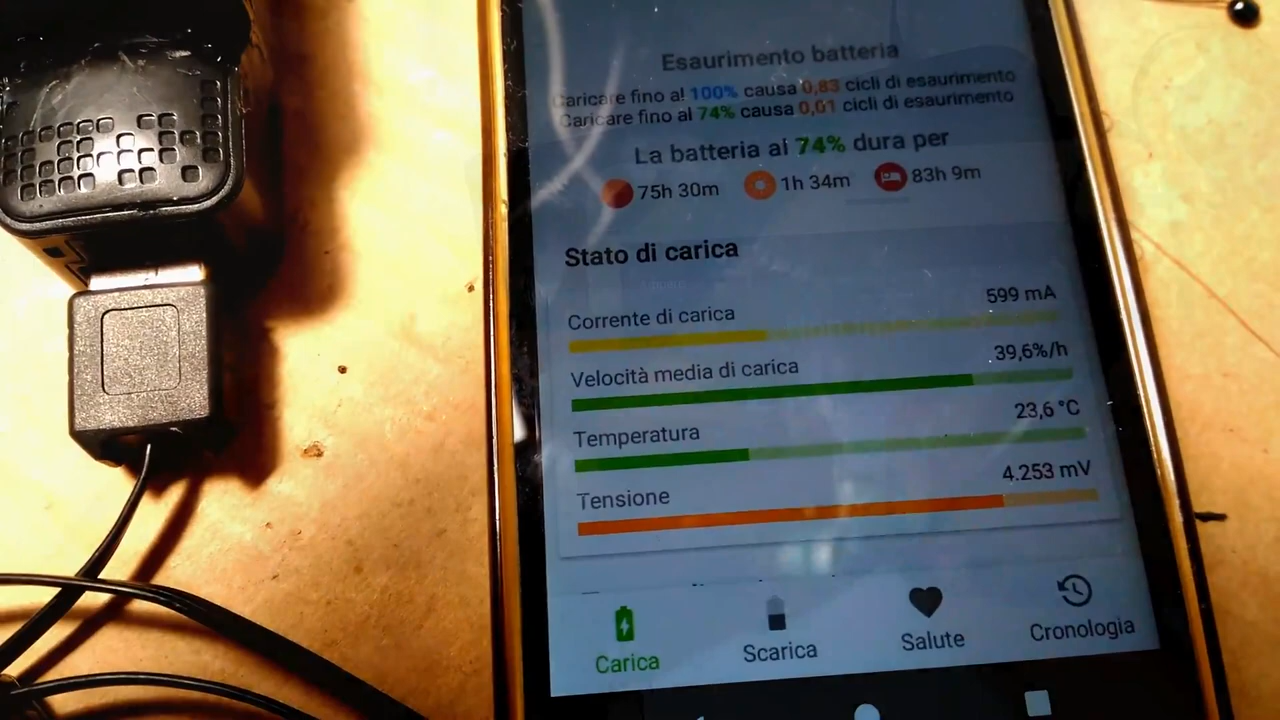 Esaurimento batteria
Caricare fino al 100% causa 0,83 cicli di esaurimento
Caricare fino al 74% causa 0,01 cicli di esaurimento
La batteria al 74% dura per
75h 30m 1h 34m 83h 9m
Stato di carica
Corrente di carica 599 mA
Velocità media di carica 39,6%/h
Temperatura 23,6 °C
Tensione 4.253 mV
Carica Scarica Salute Cronologia